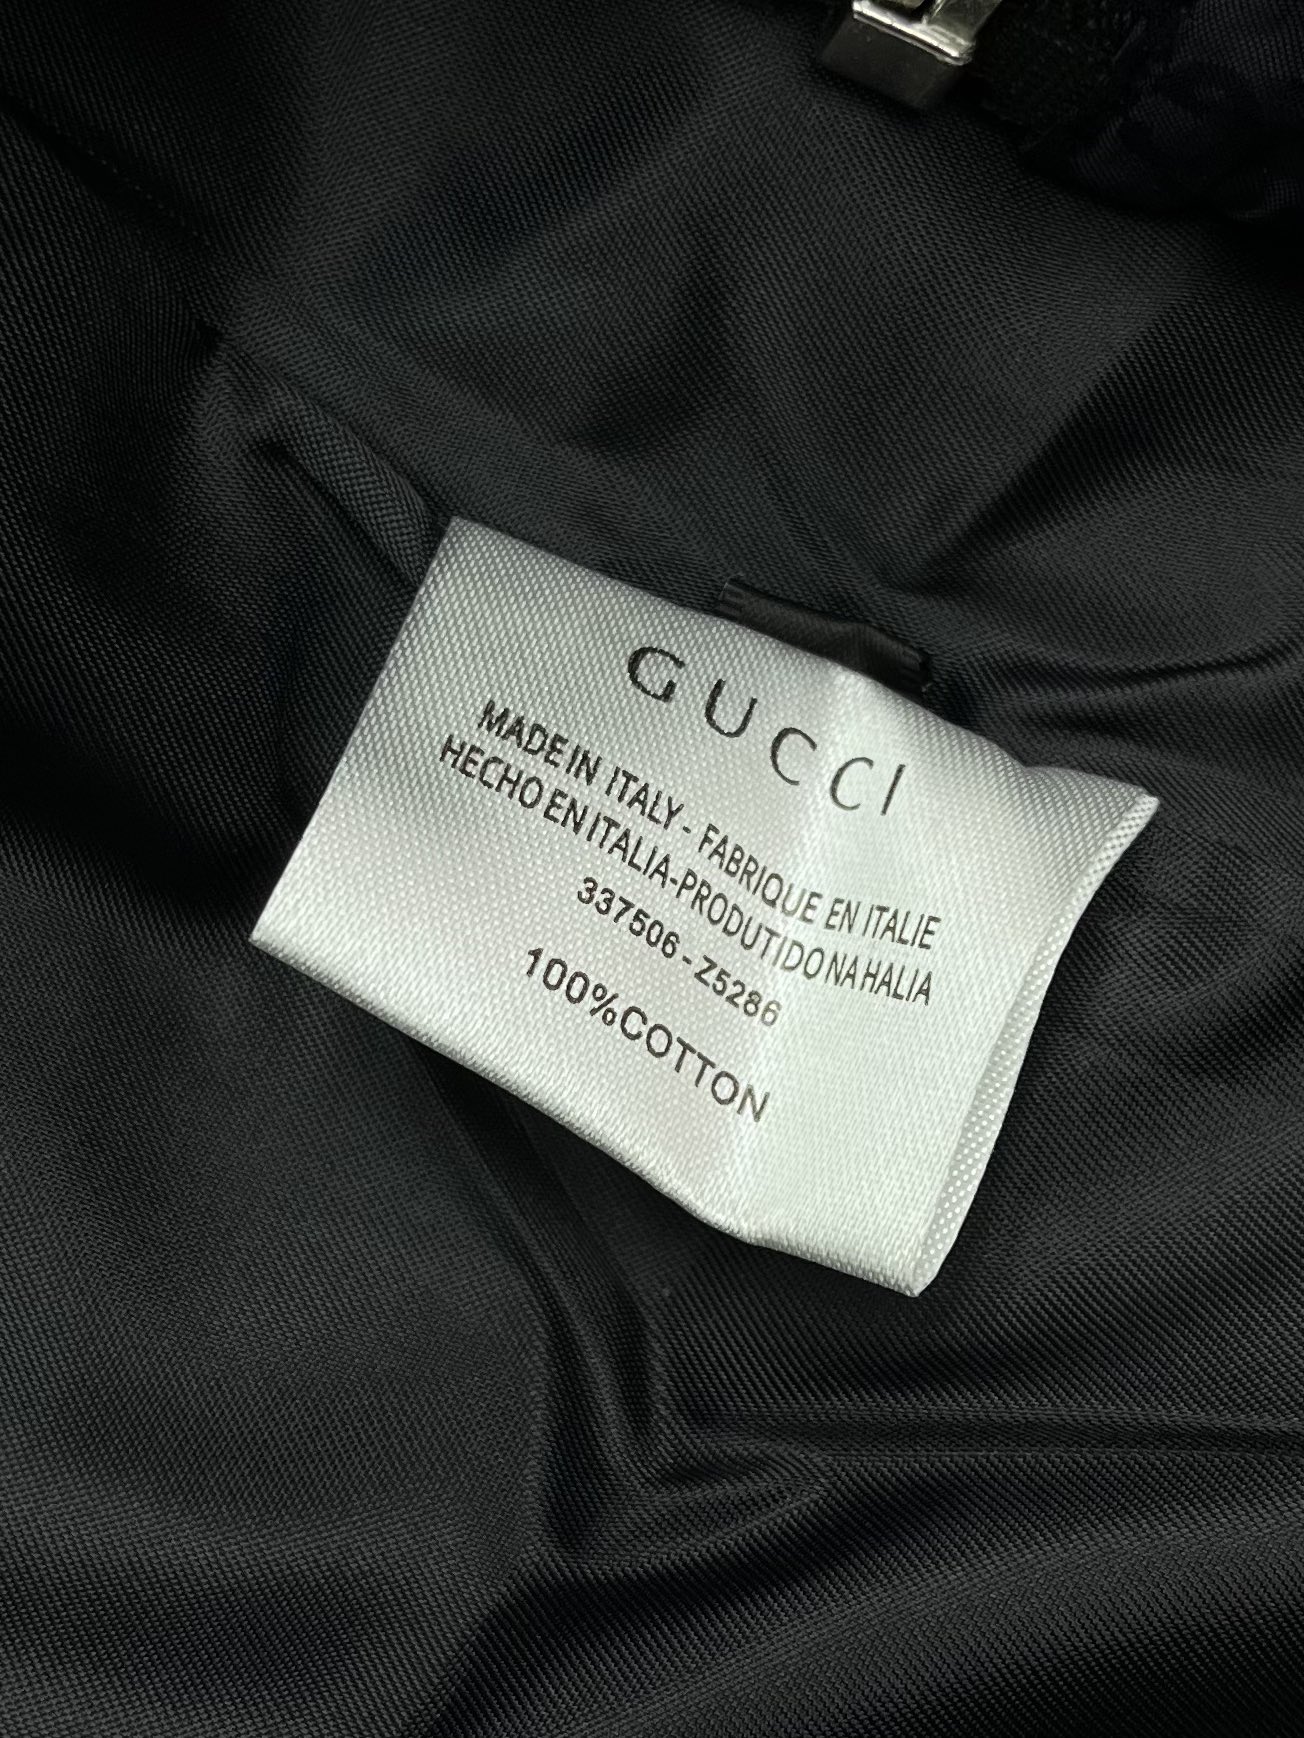 GUCCI
MADE IN ITALY - FABRIQUE EN ITALIE
HECHO EN ITALIA-PRODUTIDO NA HALIA
337506 - Z5286
100%COTTON